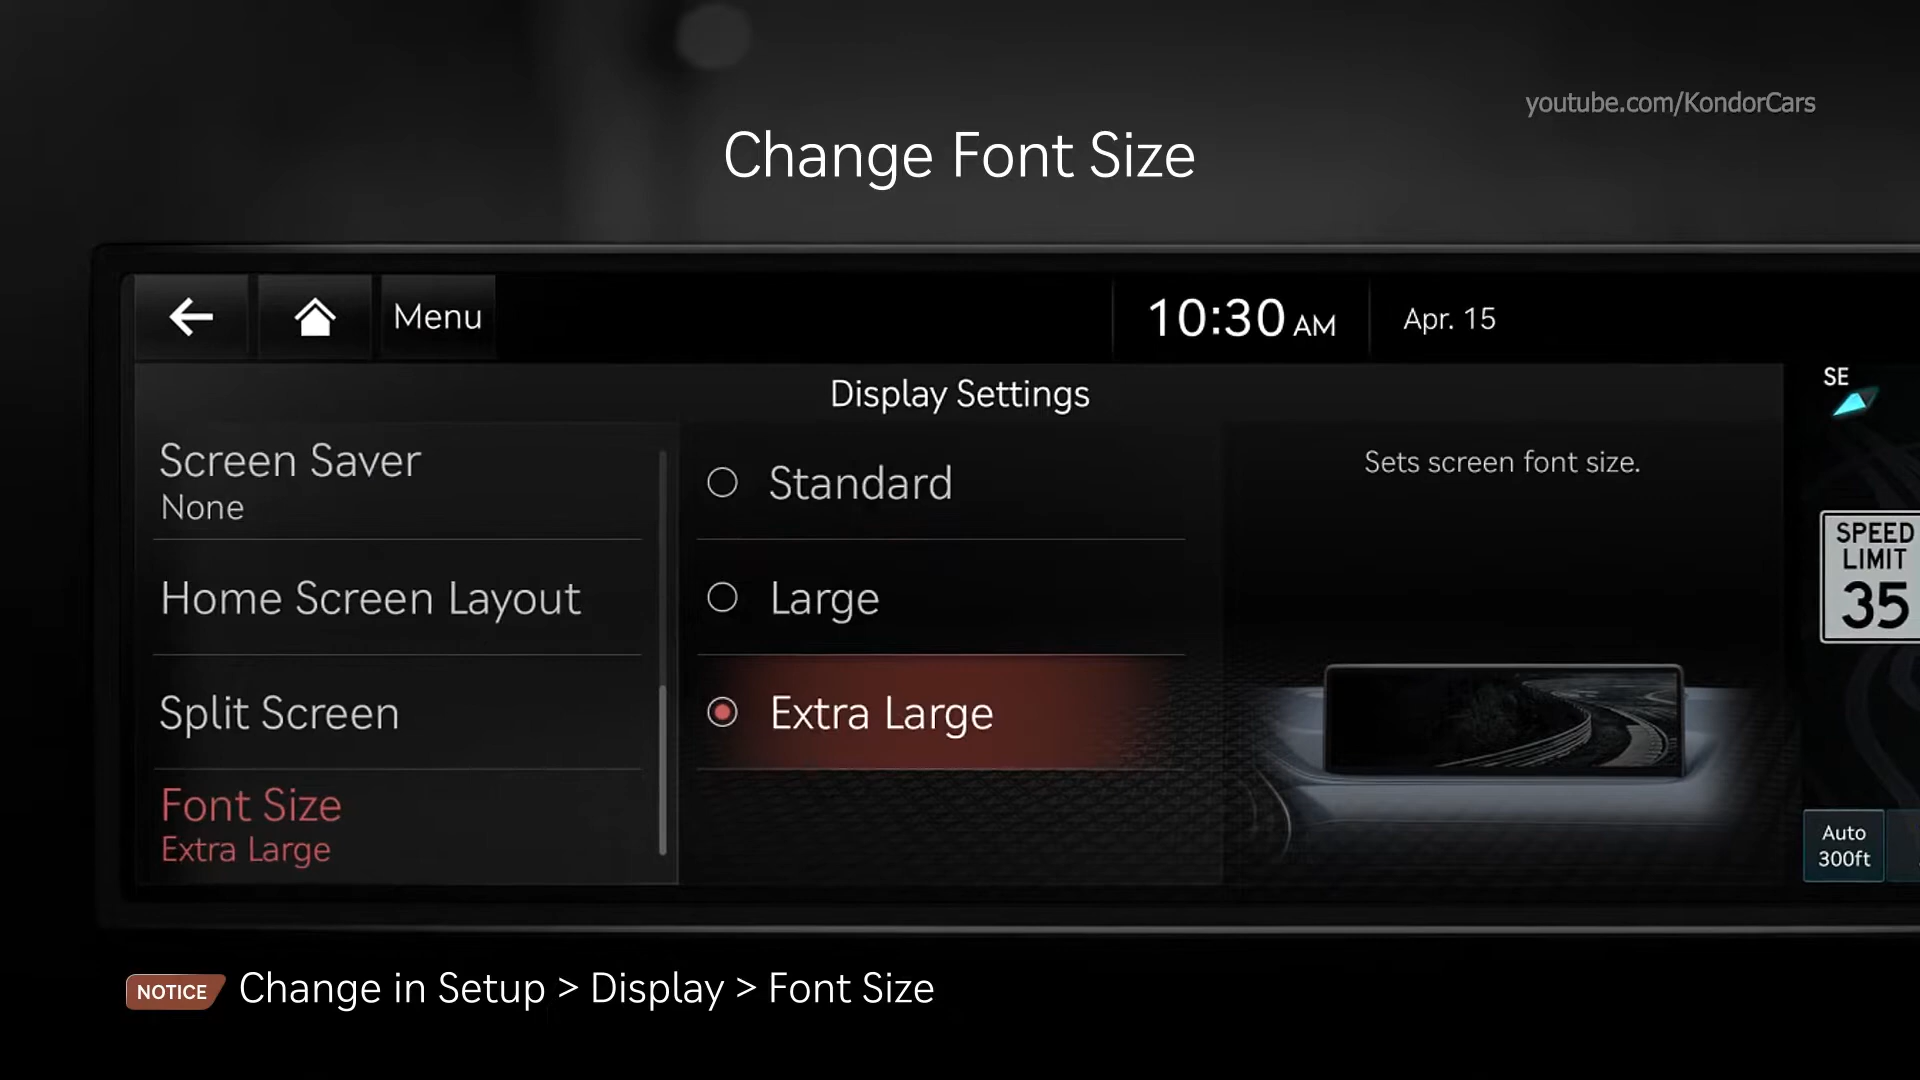 youtube.com/KondorCars
Change Font Size
Menu
10:30 AM
Apr. 15
Display Settings
SE
Screen Saver
None
Home Screen Layout
Split Screen
Font Size
Extra Large
Standard
Large
Extra Large
Sets screen font size.
SPEED
LIMIT
35
Auto
300ft
NOTICE Change in Setup > Display > Font Size